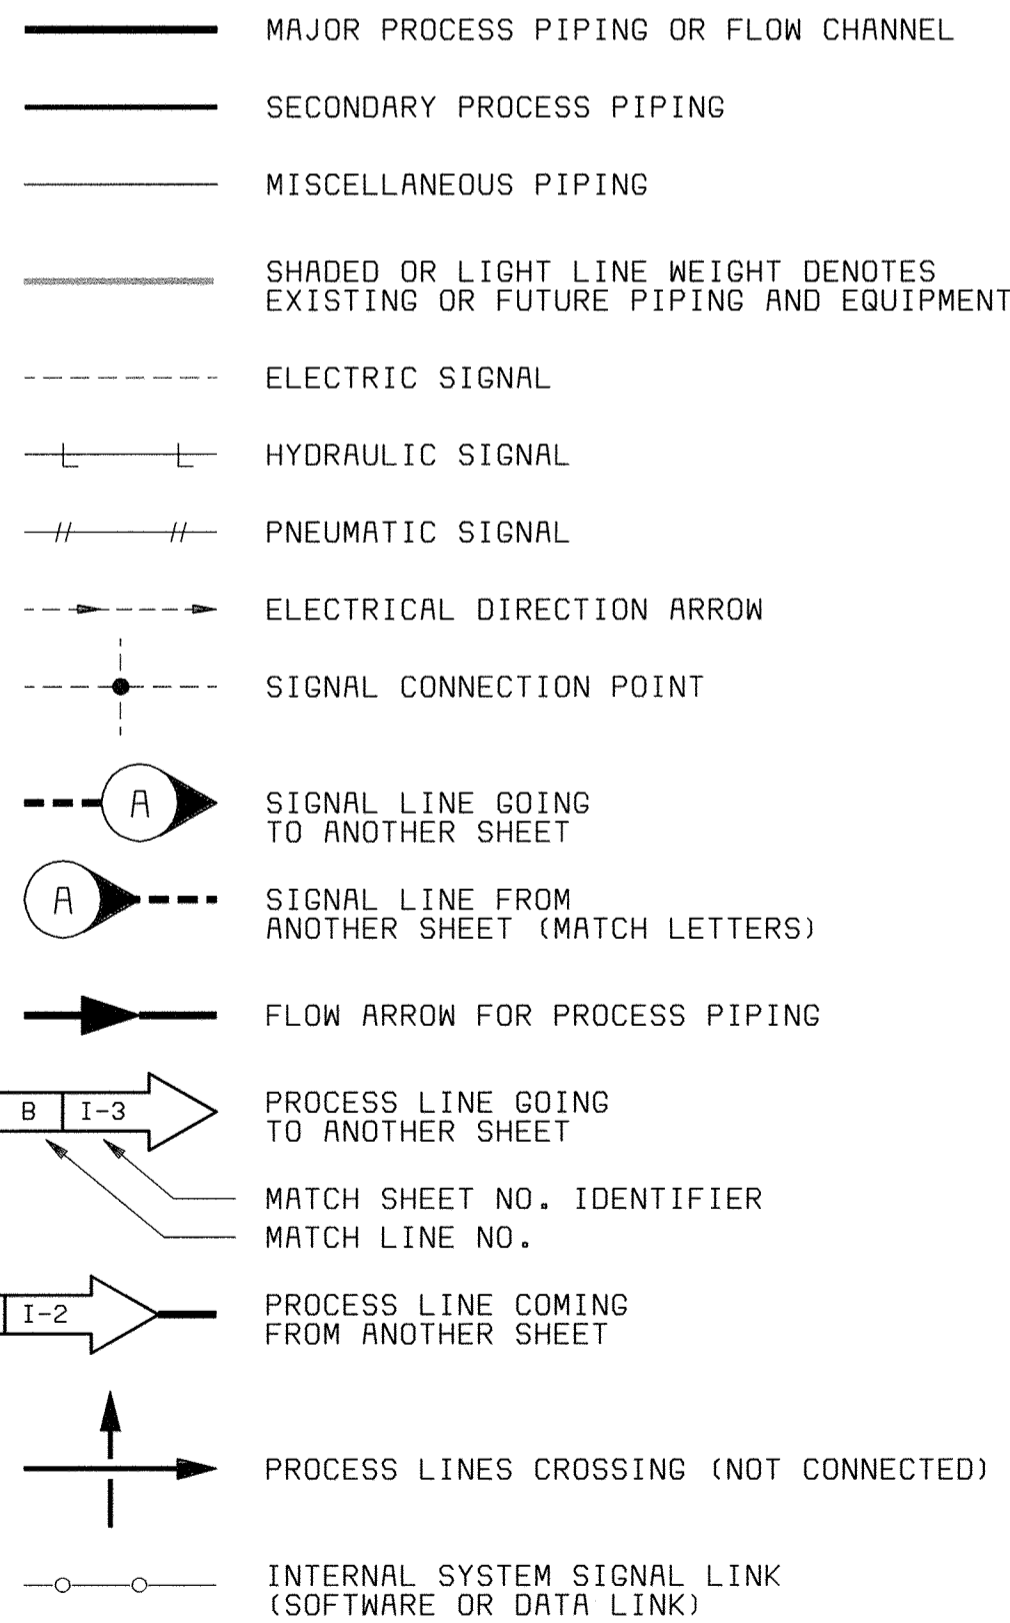 MAJOR PROCESS PIPING OR FLOW CHANNEL
SECONDARY PROCESS PIPING
MISCELLANEOUS PIPING
SHADED OR LIGHT LINE WEIGHT DENOTES
EXISTING OR FUTURE PIPING AND EQUIPMENT
ELECTRIC SIGNAL
HYDRAULIC SIGNAL
PNEUMATIC SIGNAL
ELECTRICAL DIRECTION ARROW
SIGNAL CONNECTION POINT
A
SIGNAL LINE GOING
TO ANOTHER SHEET
A
SIGNAL LINE FROM
ANOTHER SHEET (MATCH LETTERS)
FLOW ARROW FOR PROCESS PIPING
B I-3
PROCESS LINE GOING
TO ANOTHER SHEET
MATCH SHEET NO. IDENTIFIER
MATCH LINE NO.
I-2
PROCESS LINE COMING
FROM ANOTHER SHEET
PROCESS LINES CROSSING (NOT CONNECTED)
INTERNAL SYSTEM SIGNAL LINK
(SOFTWARE OR DATA LINK)